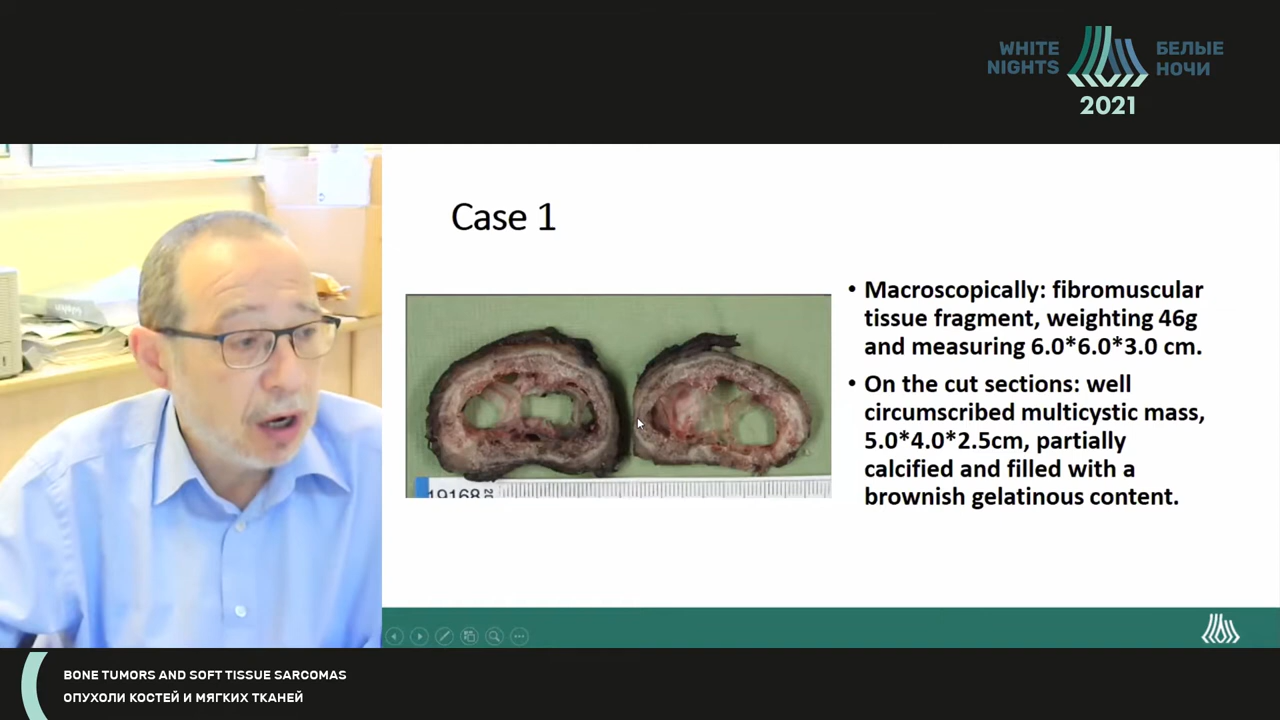 WHITE
NIGHTS
БЕЛЫЕ
НОЧИ
2021
Case 1
• Macroscopically: fibromuscular
tissue fragment, weighting 46g
and measuring 6.0*6.0*3.0 cm.
• On the cut sections: well
circumscribed multicystic mass,
5.0*4.0*2.5cm, partially
calcified and filled with a
brownish gelatinous content.
19168
BONE TUMORS AND SOFT TISSUE SARCOMAS
ОПУХОЛИ КОСТЕЙ И МЯГКИХ ТКАНЕЙ